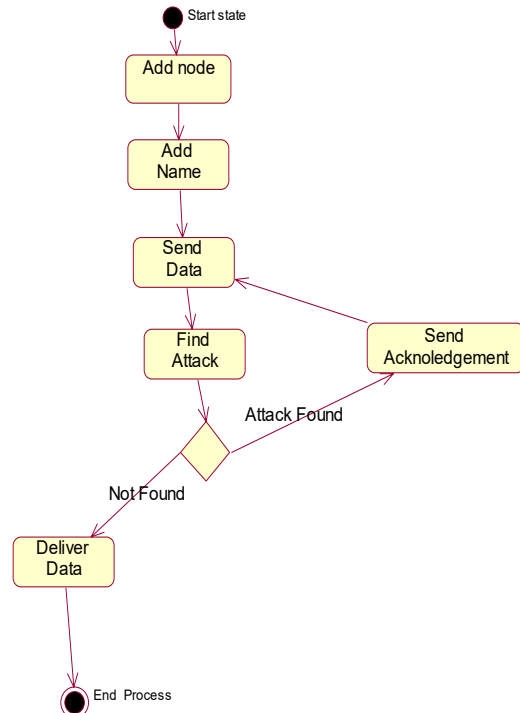 Start state
Add node
Add
Name
Send
Data
Find
Attack
Send
Acknoledgement
Attack Found
Not Found
Deliver
Data
End Process